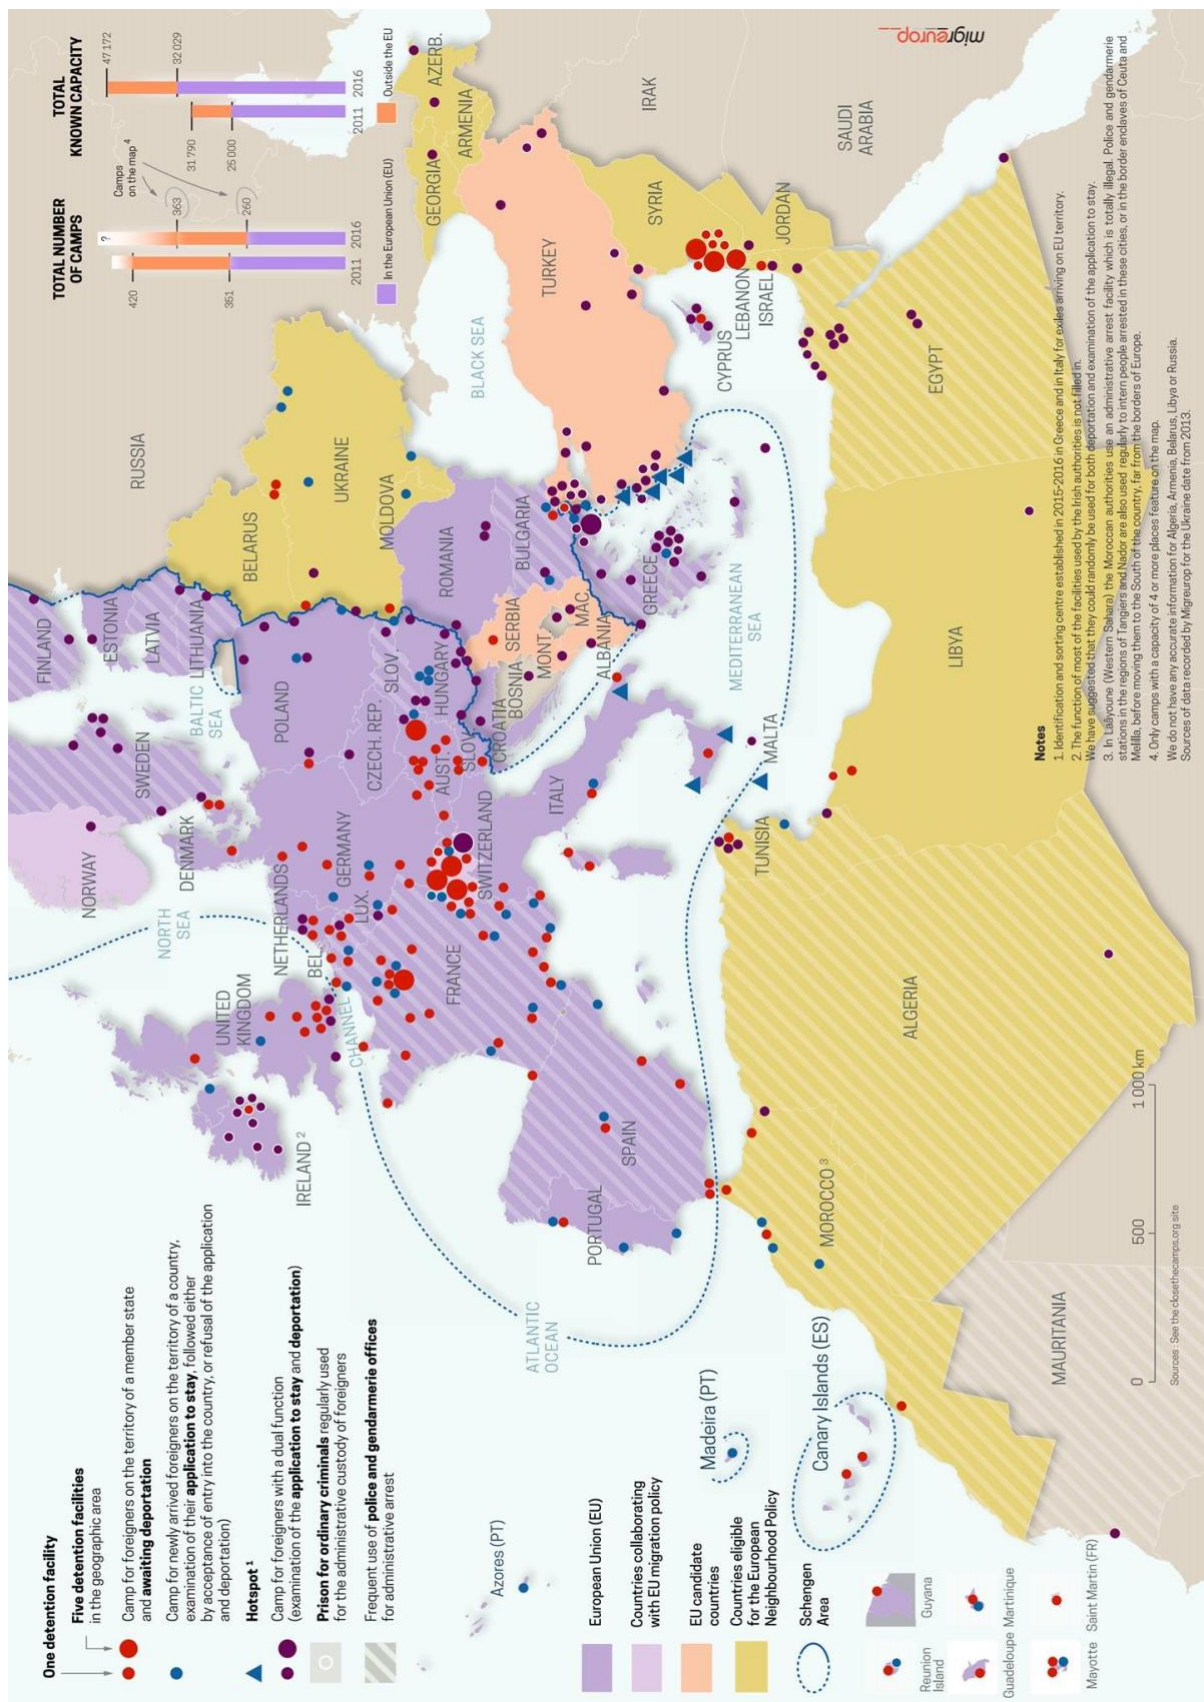 One detention facility
Five detention facilities
in the geographic area
Camp for foreigners on the territory of a member state
and awaiting deportation
Camp for newly arrived foreigners on the territory of a country,
examination of their application to stay, followed either
by acceptance of entry into the country, or refusal of the application
and deportation)
Hotspot 1
Camp for foreigners with a dual function
(examination of the application to stay and deportation)
Prison for ordinary criminals regularly used
for the administrative custody of foreigners
Frequent use of police and gendarmerie offices
for administrative arrest
Azores (PT)
European Union (EU)
Countries collaborating
with EU migration policy
EU candidate
countries
Countries eligible
for the European
Neighbourhood Policy
Schengen
Area
Reunion
Island
Guyana
Guadeloupe
Martinique
Mayotte
Saint Martin (FR)
Madeira (PT)
Canary Islands (ES)
ATLANTIC
OCEAN
IRELAND 2
UNITED
KINGDOM
CHANNEL
NORTH
SEA
NORWAY
SWEDEN
FINLAND
ESTONIA
LATVIA
LITHUANIA
BALTIC
SEA
DENMARK
NETHERLANDS
BEL.
LUX.
GERMANY
POLAND
CZECH. REP.
SLOV.
AUST.
HUNGARY
SLOV.
CROATIA
BOSNIA
SERBIA
MONT.
MAC.
ALBANIA
GREECE
BULGARIA
ROMANIA
MOLDOVA
UKRAINE
BELARUS
RUSSIA
FRANCE
SWITZERLAND
ITALY
SPAIN
PORTUGAL
MALTA
MEDITERRANEAN
SEA
BLACK SEA
TURKEY
GEORGIA
ARMENIA
AZERB.
CYPRUS
SYRIA
LEBANON
ISRAEL
JORDAN
IRAK
SAUDI
ARABIA
EGYPT
LIBYA
TUNISIA
ALGERIA
MOROCCO 3
MAURITANIA
0
500
1 000 km
Sources : See the closethecamps.org site
TOTAL NUMBER
OF CAMPS
420
351
2011
?
363
260
2016
Camps
on the map 4
TOTAL
KNOWN CAPACITY
31 790
25 000
2011
47 172
32 029
2016
In the European Union (EU)
Outside the EU
migreurop
Notes
1. Identification and sorting centre established in 2015-2016 in Greece and in Italy for exiles arriving on EU territory.
2. The function of most of the facilities used by the Irish authorities is not filled in.
We have suggested that they could randomly be used for both deportation and examination of the application to stay.
3. In Laâyoune (Western Sahara) the Moroccan authorities use an administrative arrest facility which is totally illegal. Police and gendarmerie
stations in the regions of Tangiers and Nador are also used regularly to intern people arrested in these cities, or in the border enclaves of Ceuta and
Melilla, before moving them to the South of the country, far from the borders of Europe.
4. Only camps with a capacity of 4 or more places feature on the map.
We do not have any accurate information for Algeria, Armenia, Belarus, Libya or Russia.
Sources of data recorded by Migreurop for the Ukraine date from 2013.